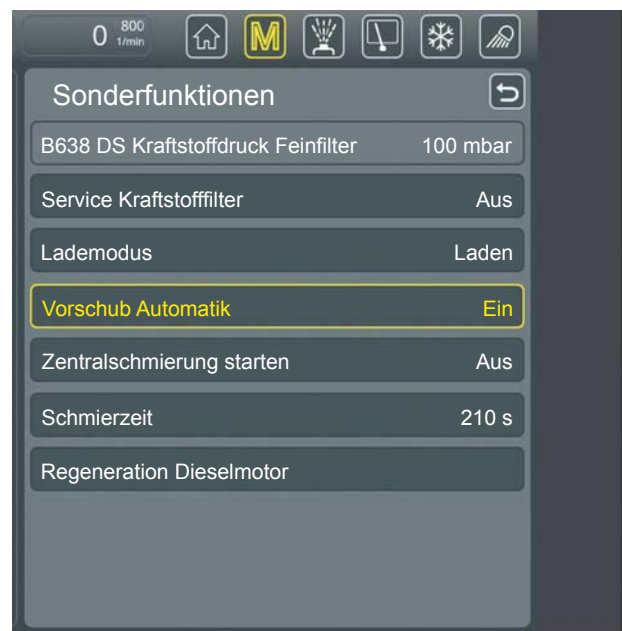 0 800 1/min M
Sonderfunktionen
B638 DS Kraftstoffdruck Feinfilter 100 mbar
Service Kraftstofffilter Aus
Lademodus Laden
Vorschub Automatik Ein
Zentralschmierung starten Aus
Schmierzeit 210 s
Regeneration Dieselmotor